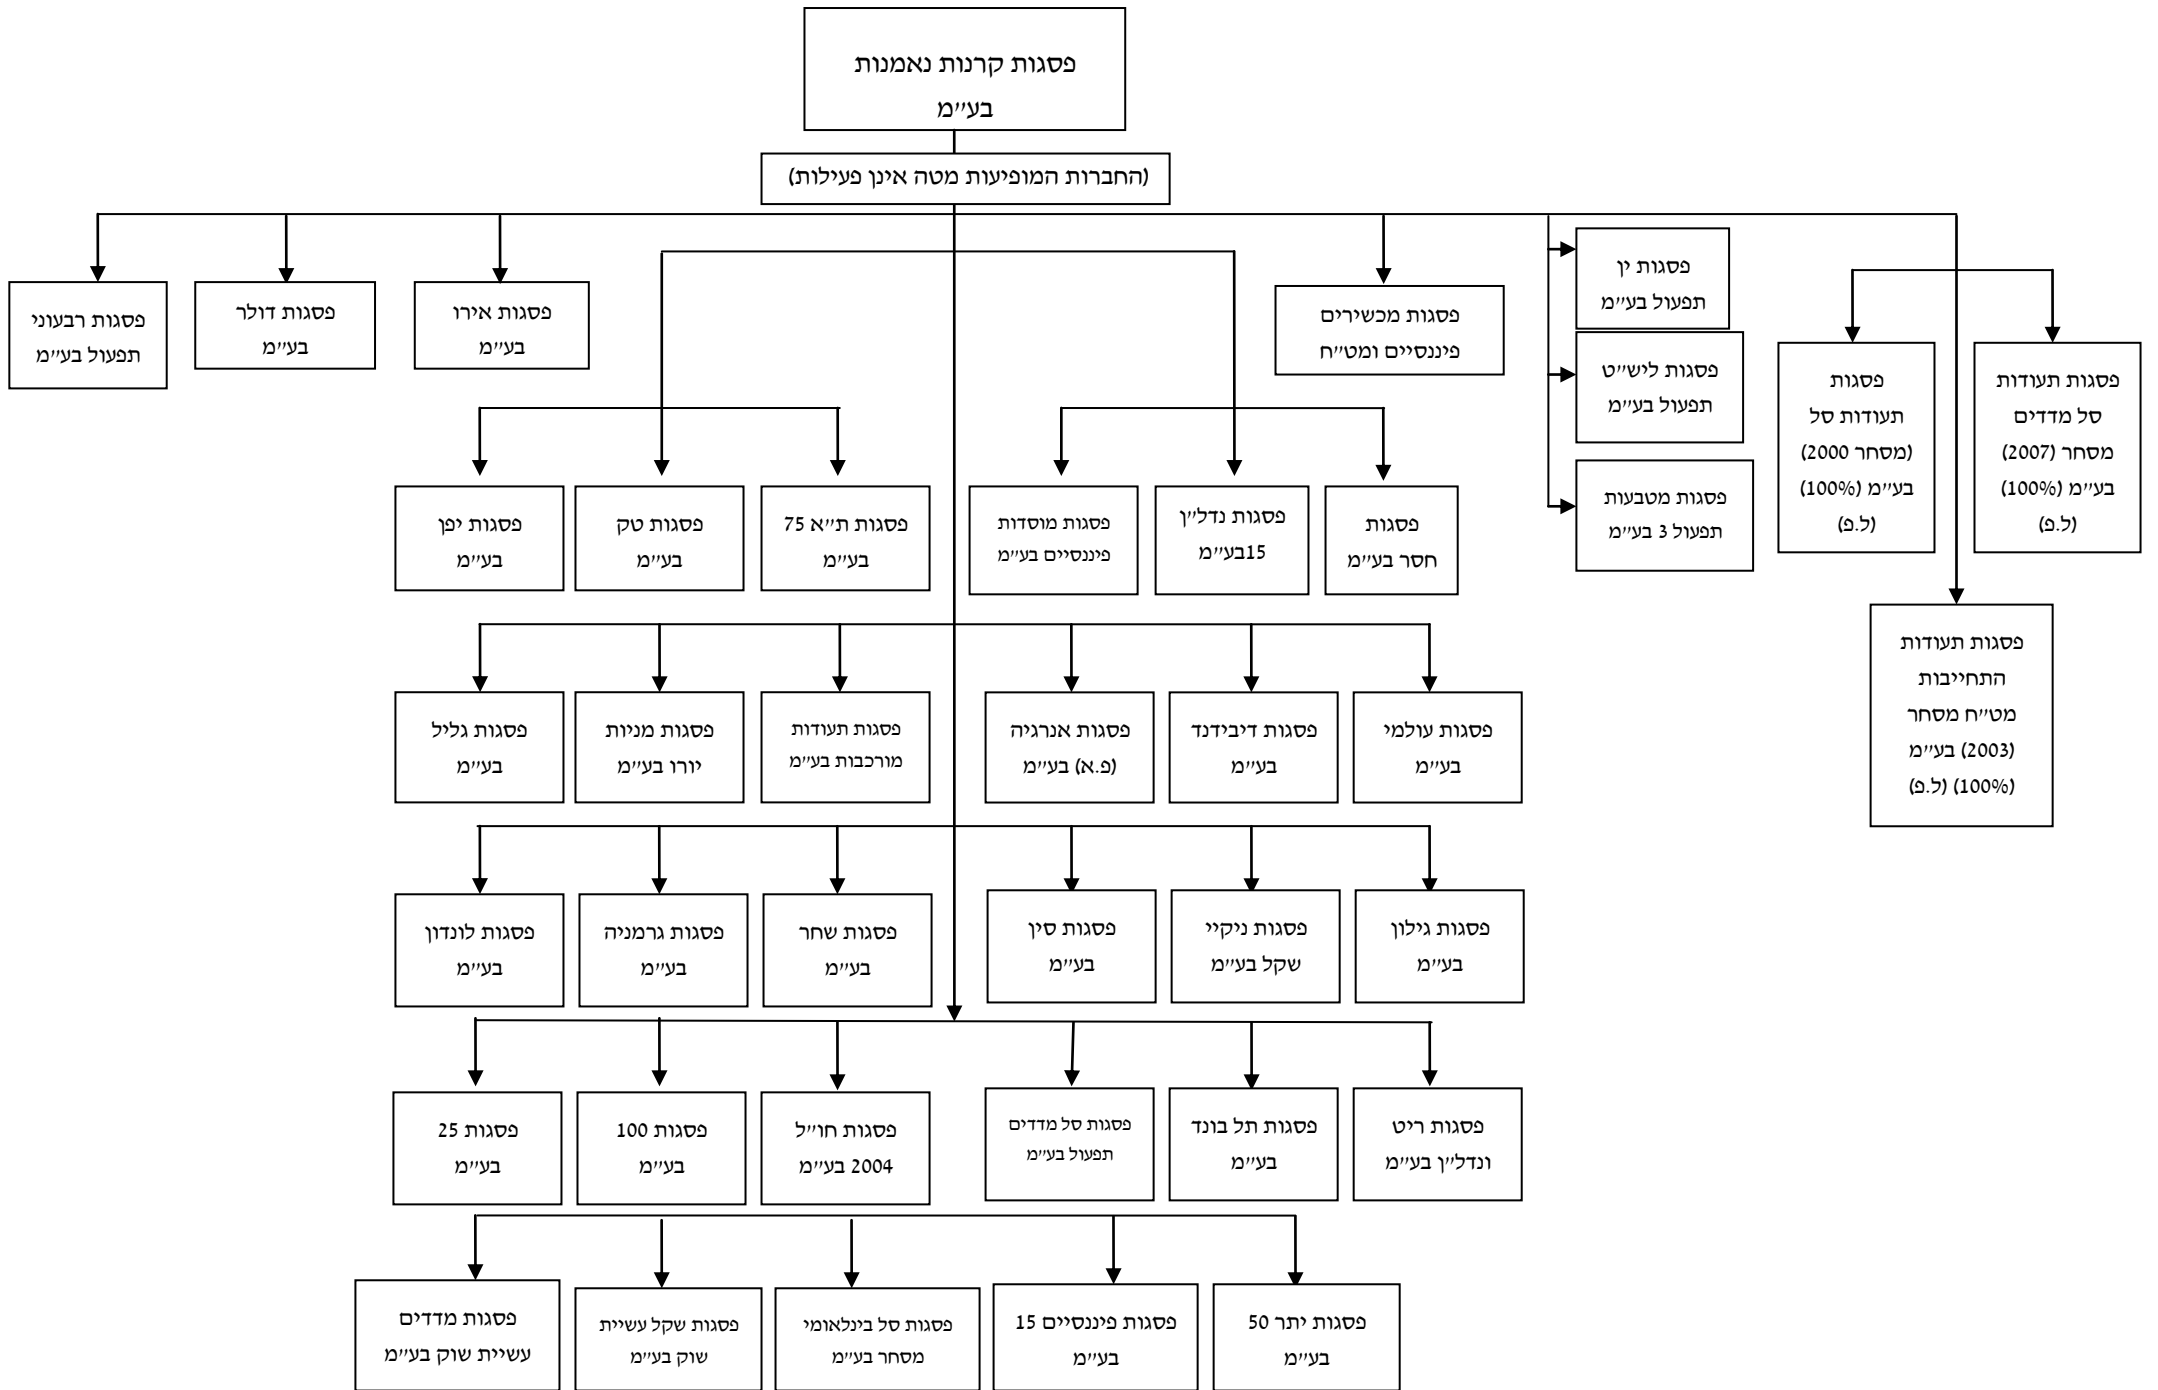 פסגות קרנות נאמנות
בע״מ
(החברות המופיעות מטה אינן פעילות)
פסגות ין
תפעול בע״מ
פסגות ליש״ט
תפעול בע״מ
פסגות מטבעות
תפעול 3 בע״מ
פסגות תעודות
סל מדדים
מסחר (2007)
בע״מ (100%)
(ל.פ)
פסגות
תעודות סל
(מסחר 2000)
בע״מ (100%)
(ל.פ)
פסגות תעודות
התחייבות
מט״ח מסחר
(2003) בע״מ
(100%) (ל.פ)
פסגות מכשירים
פיננסיים ומט״ח
פסגות אירו
בע״מ
פסגות דולר
בע״מ
פסגות רבעוני
תפעול בע״מ
פסגות
חסר בע״מ
פסגות נדל״ן
15בע״מ
פסגות מוסדות
פיננסיים בע״מ
פסגות ת״א 75
בע״מ
פסגות טק
בע״מ
פסגות יפן
בע״מ
פסגות עולמי
בע״מ
פסגות דיבידנד
בע״מ
פסגות אנרגיה
(פ.א) בע״מ
פסגות תעודות
מורכבות בע״מ
פסגות מניות
יורו בע״מ
פסגות גליל
בע״מ
פסגות גילון
בע״מ
פסגות ניקיי
שקל בע״מ
פסגות סין
בע״מ
פסגות שחר
בע״מ
פסגות גרמניה
בע״מ
פסגות לונדון
בע״מ
פסגות ריט
ונדל״ן בע״מ
פסגות תל בונד
בע״מ
פסגות סל מדדים
תפעול בע״מ
פסגות חו״ל
2004 בע״מ
פסגות 100
בע״מ
פסגות 25
בע״מ
פסגות יתר 50
בע״מ
פסגות פיננסיים 15
בע״מ
פסגות סל בינלאומי
מסחר בע״מ
פסגות שקל עשיית
שוק בע״מ
פסגות מדדים
עשיית שוק בע״מ